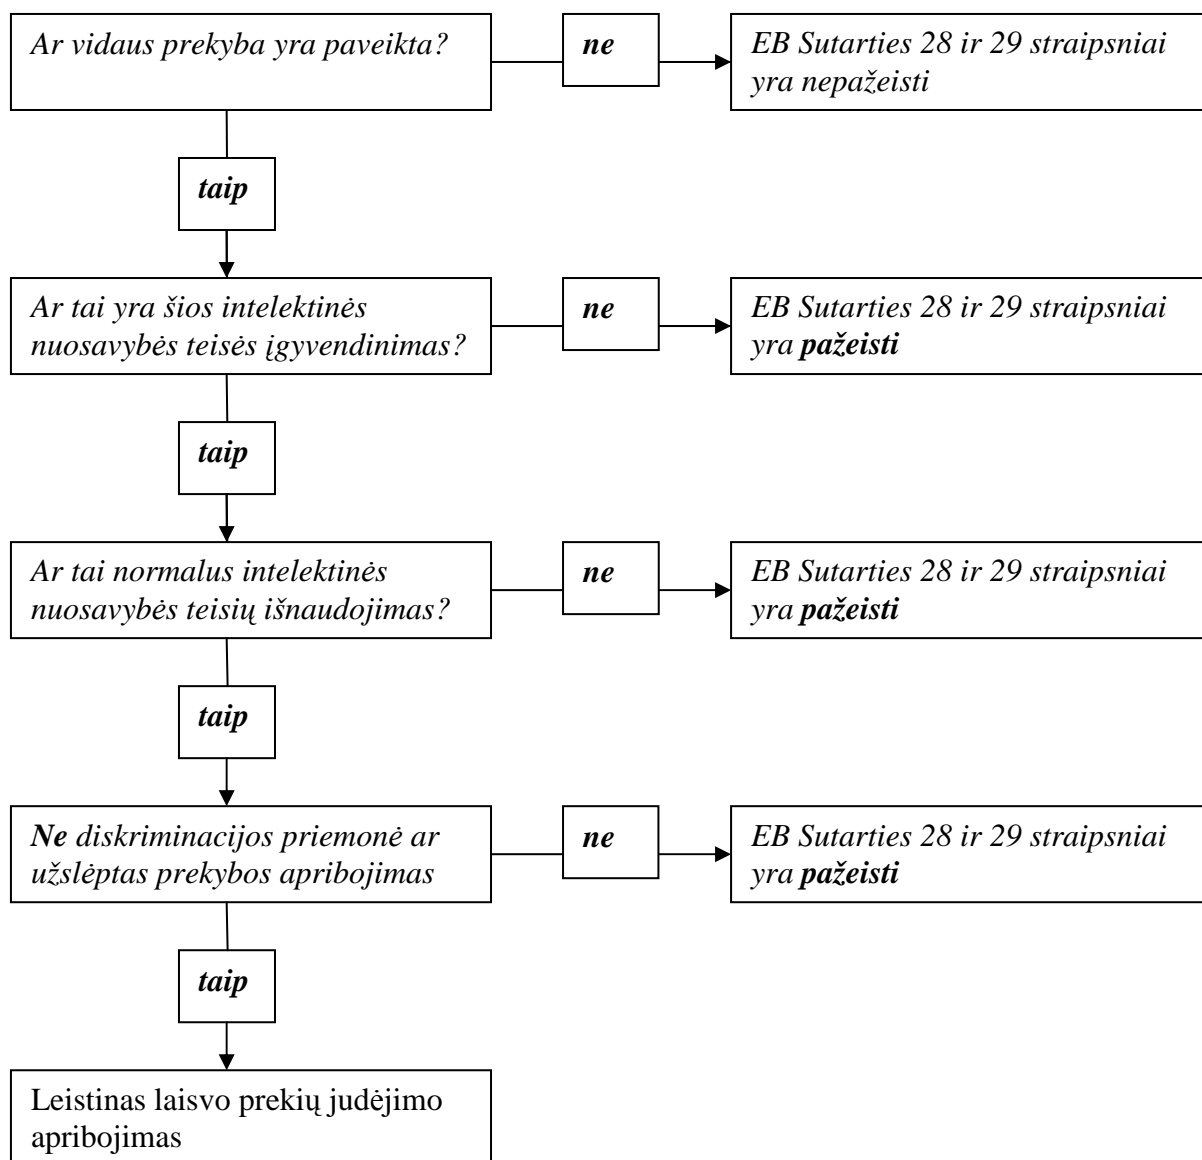 Ar vidaus prekyba yra paveikta?
ne
EB Sutarties 28 ir 29 straipsniai
yra nepažeisti
taip
Ar tai yra šios intelektinės
nuosavybės teisės įgyvendinimas?
ne
EB Sutarties 28 ir 29 straipsniai
yra pažeisti
taip
Ar tai normalus intelektinės
nuosavybės teisių išnaudojimas?
ne
EB Sutarties 28 ir 29 straipsniai
yra pažeisti
taip
Ne diskriminacijos priemonė ar
užslėptas prekybos apribojimas
ne
EB Sutarties 28 ir 29 straipsniai
yra pažeisti
taip
Leistinas laisvo prekių judėjimo
apribojimas